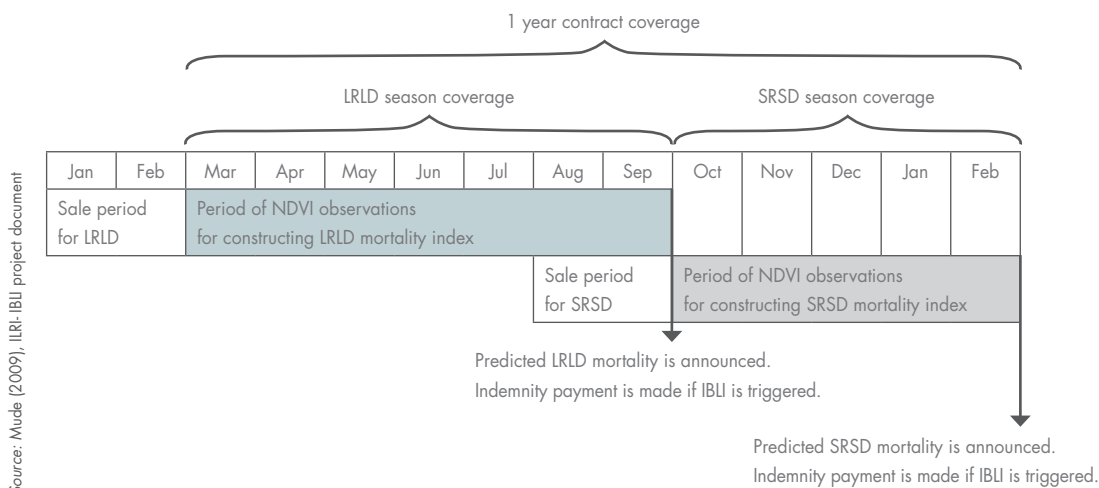 1 year contract coverage
LRLD season coverage
SRSD season coverage
Jan Feb Mar Apr May Jun Jul Aug Sep Oct Nov Dec Jan Feb
Sale period
for LRLD
Period of NDVI observations
for constructing LRLD mortality index
Sale period
for SRSD
Period of NDVI observations
for constructing SRSD mortality index
Predicted LRLD mortality is announced.
Indemnity payment is made if IBLI is triggered.
Predicted SRSD mortality is announced.
Indemnity payment is made if IBLI is triggered.
Source: Mude (2009), ILRI- IBLI project document